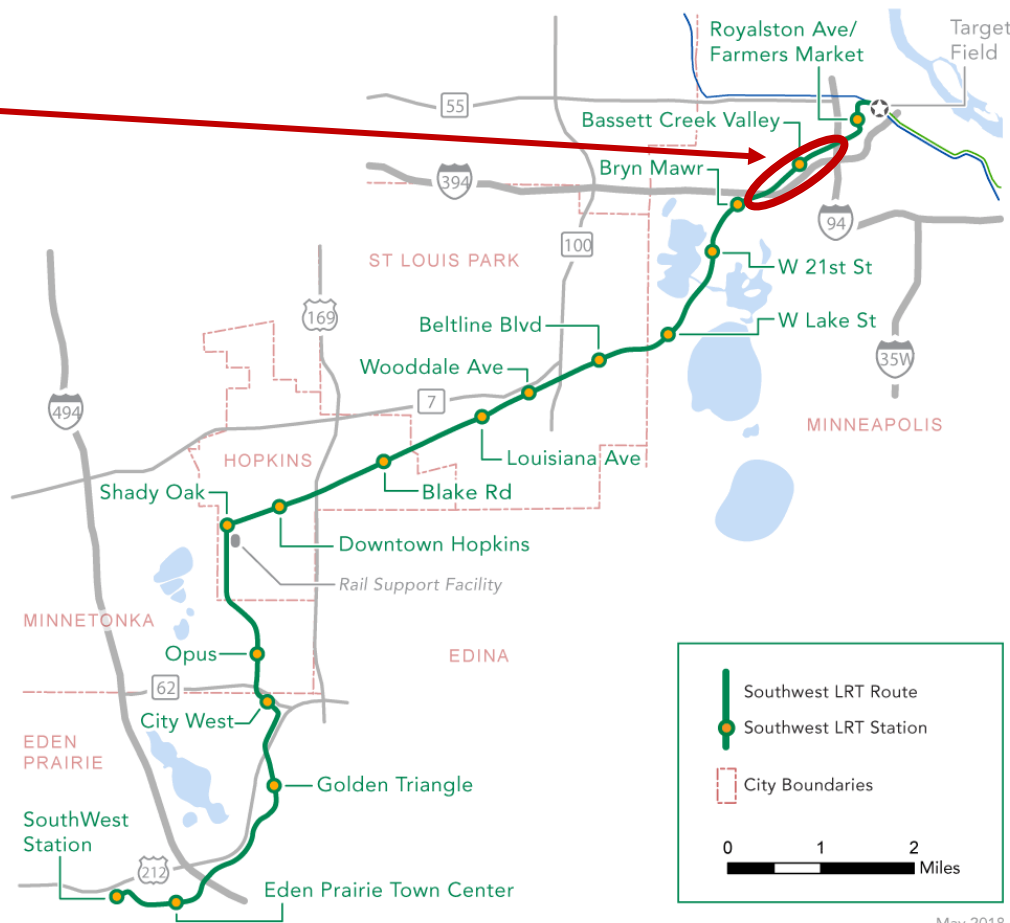 Royalston Ave/
Farmers Market
Target
Field
55
Bassett Creek Valley
Bryn Mawr
394
94
100
ST LOUIS PARK
W 21st St
169
Beltline Blvd
W Lake St
35W
Wooddale Ave
7
494
MINNEAPOLIS
HOPKINS
Louisiana Ave
Shady Oak
Blake Rd
Downtown Hopkins
Rail Support Facility
MINNETONKA
Opus
EDINA
62
City West
EDEN
PRAIRIE
Golden Triangle
SouthWest
Station
212
Eden Prairie Town Center
Southwest LRT Route
Southwest LRT Station
City Boundaries
0 1 2
Miles
May 2018